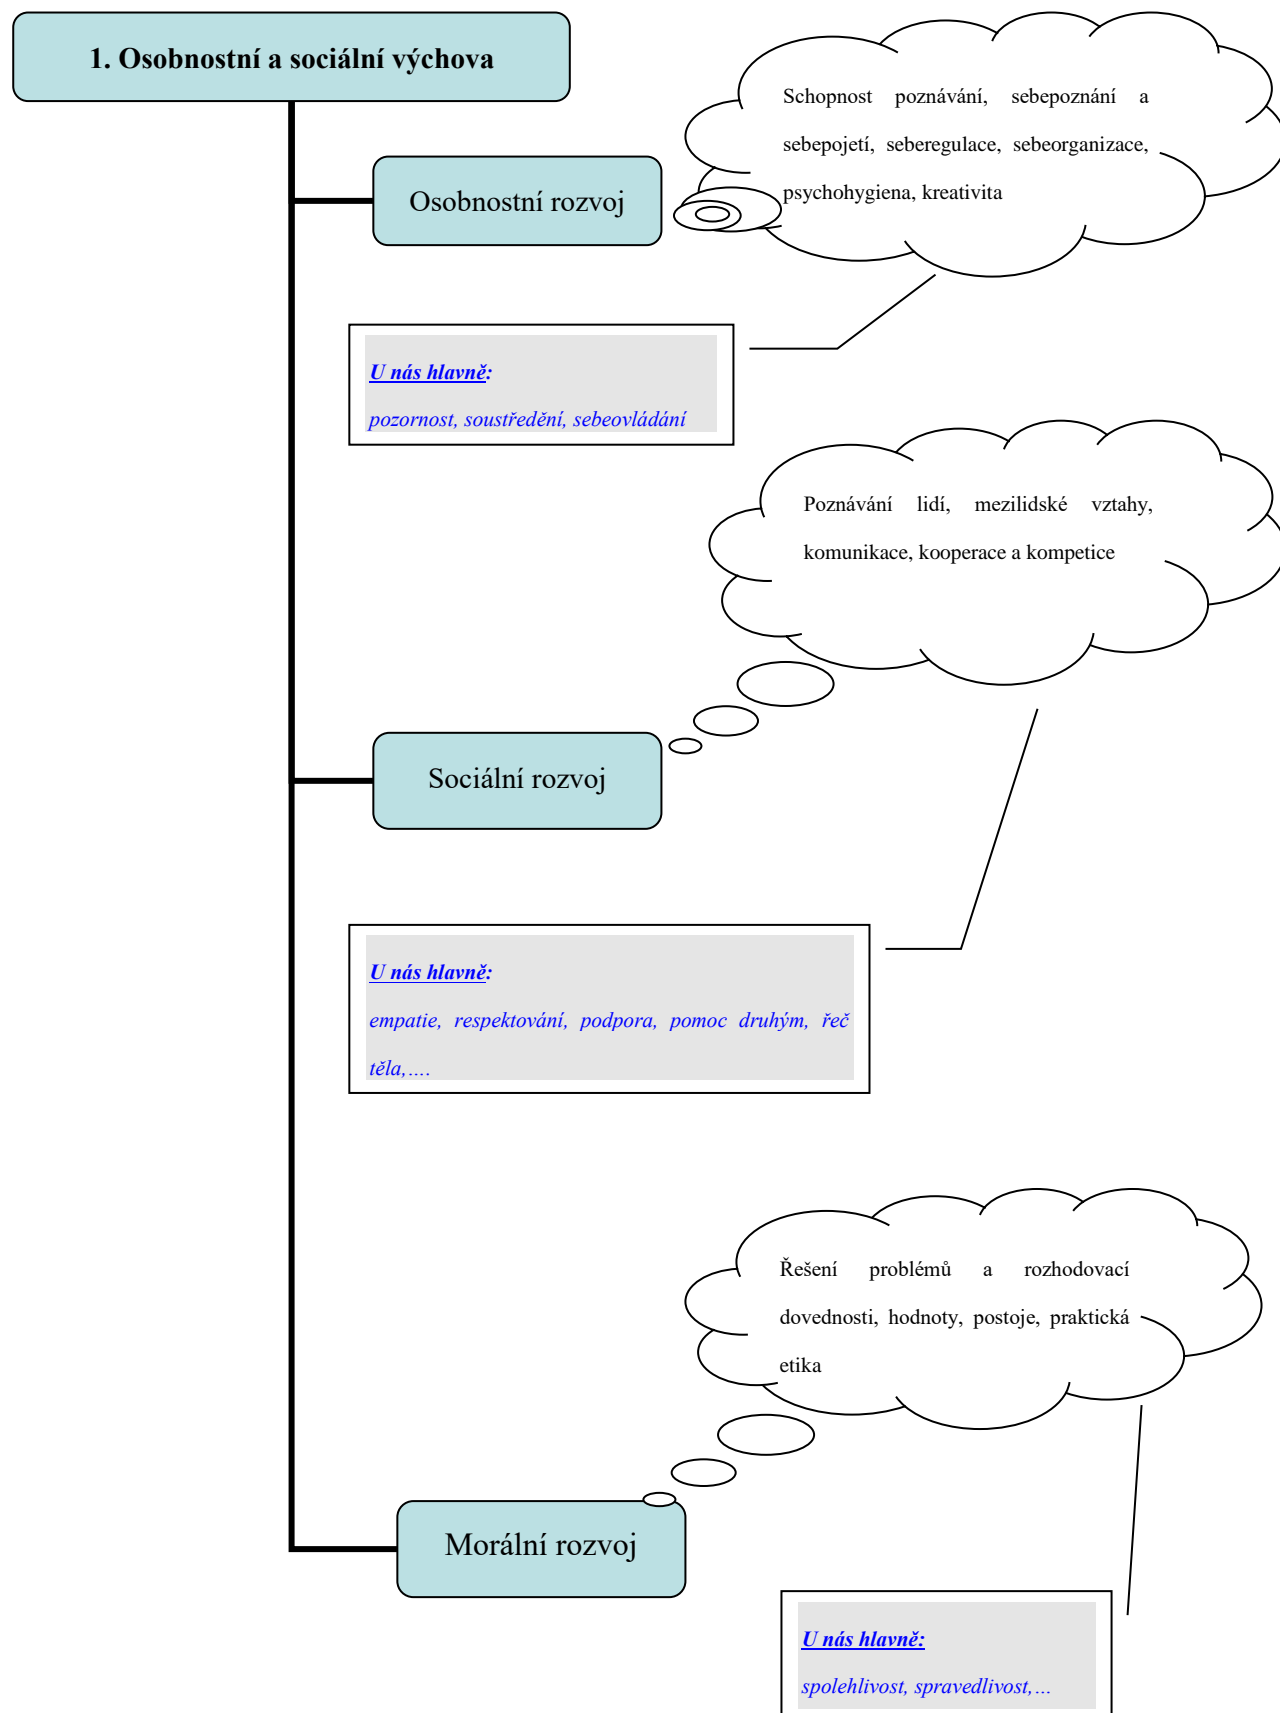 1. Osobnostní a sociální výchova
Schopnost poznávání, sebepoznání a
sebepojetí, seberegulace, sebeorganizace,
psychohygiena, kreativita
Osobnostní rozvoj
U nás hlavně:
pozornost, soustředění, sebeovládání
Poznávání lidí, mezilidské vztahy,
komunikace, kooperace a kompetice
Sociální rozvoj
U nás hlavně:
empatie, respektování, podpora, pomoc druhým, řeč
těla,….
Řešení problémů a rozhodovací
dovednosti, hodnoty, postoje, praktická
etika
Morální rozvoj
U nás hlavně:
spolehlivost, spravedlivost,…